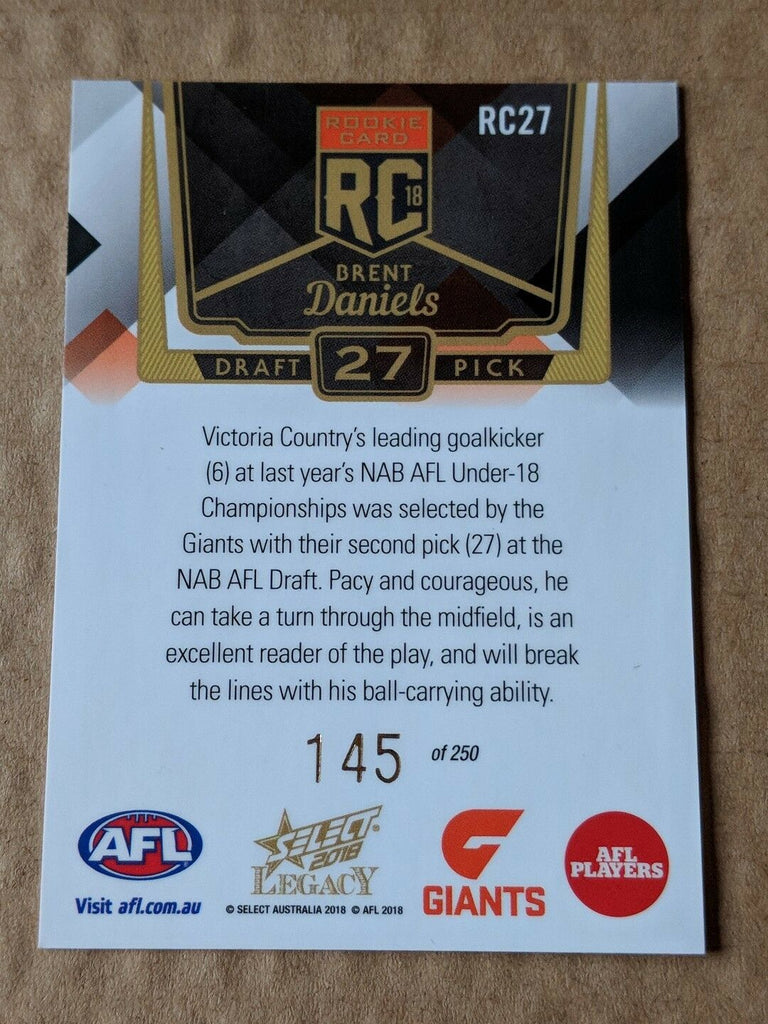 RC27
ROOKIE
CARD
RC 18
BRENT
Daniels
DRAFT 27 PICK
Victoria Country's leading goalkicker
(6) at last year's NAB AFL Under-18
Championships was selected by the
Giants with their second pick (27) at the
NAB AFL Draft. Pacy and courageous, he
can take a turn through the midfield, is an
excellent reader of the play, and will break
the lines with his ball-carrying ability.
145 of 250
AFL
Visit afl.com.au
SELECT®
2018
LEGACY
© SELECT AUSTRALIA 2018 © AFL 2018
G
GIANTS
AFL
PLAYERS